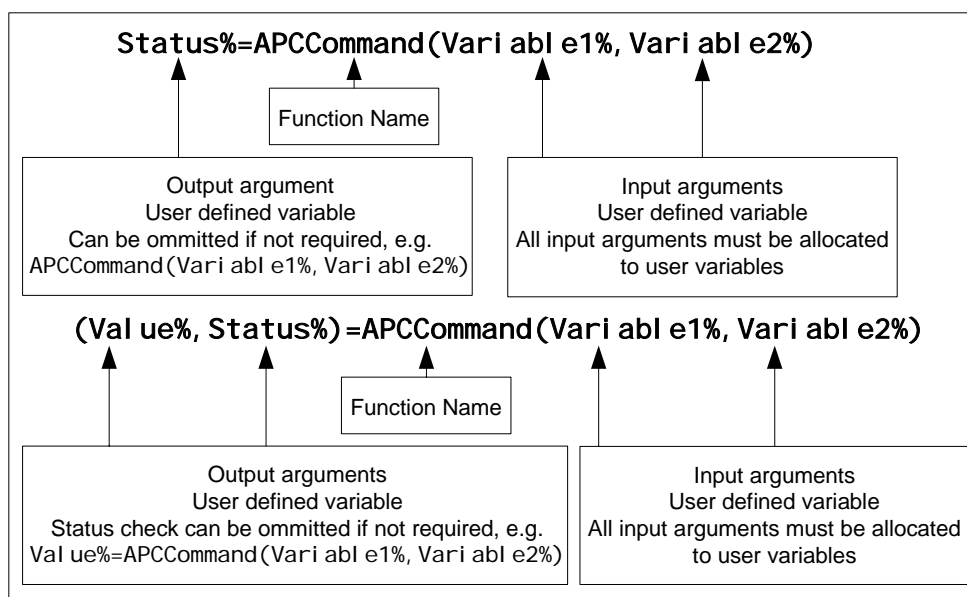 Status%=APCCommand(Variable1%, Variable2%)
Function Name
Output argument
User defined variable
Can be ommitted if not required, e.g.
APCCommand(Variable1%, Variable2%)
Input arguments
User defined variable
All input arguments must be allocated
to user variables
(Value%, Status%)=APCCommand(Variable1%, Variable2%)
Function Name
Output arguments
User defined variable
Status check can be ommitted if not required, e.g.
Value%=APCCommand(Variable1%, Variable2%)
Input arguments
User defined variable
All input arguments must be allocated
to user variables